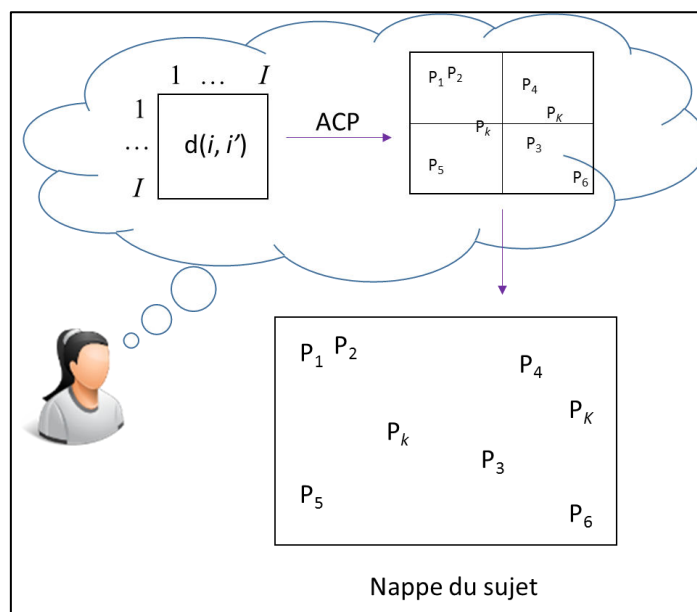 1 … I
1
…
I
d(i, i’)
ACP
P1 P2
P4
PK
Pk
P3
P5
P6
P1 P2
P4
PK
Pk
P3
P5
P6
Nappe du sujet